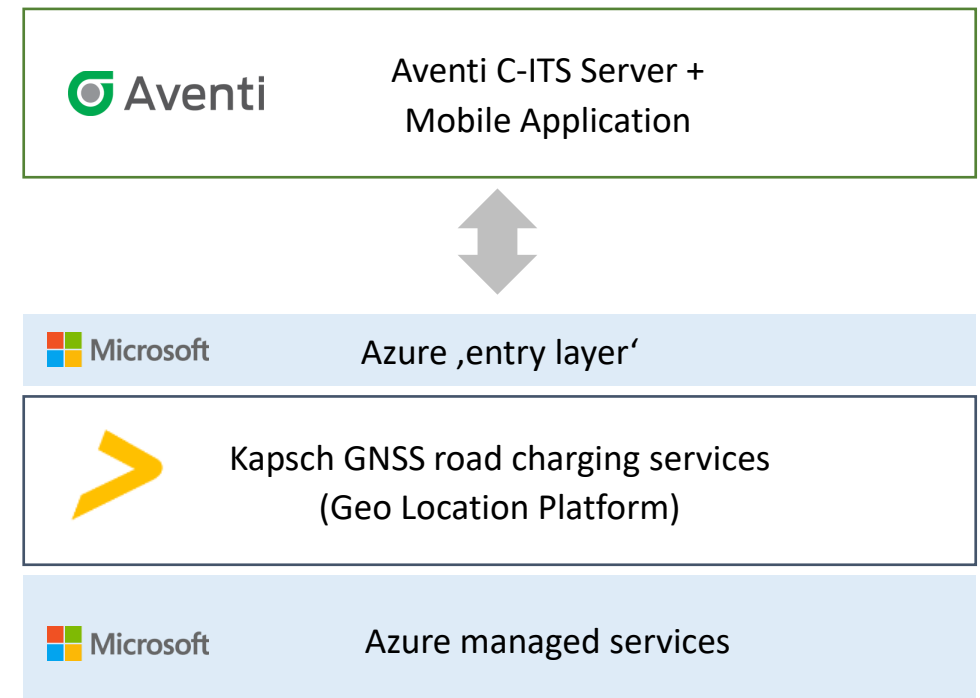 Aventi
Aventi C-ITS Server +
Mobile Application
Microsoft
Azure ‚entry layer‘
Kapsch GNSS road charging services
(Geo Location Platform)
Microsoft
Azure managed services